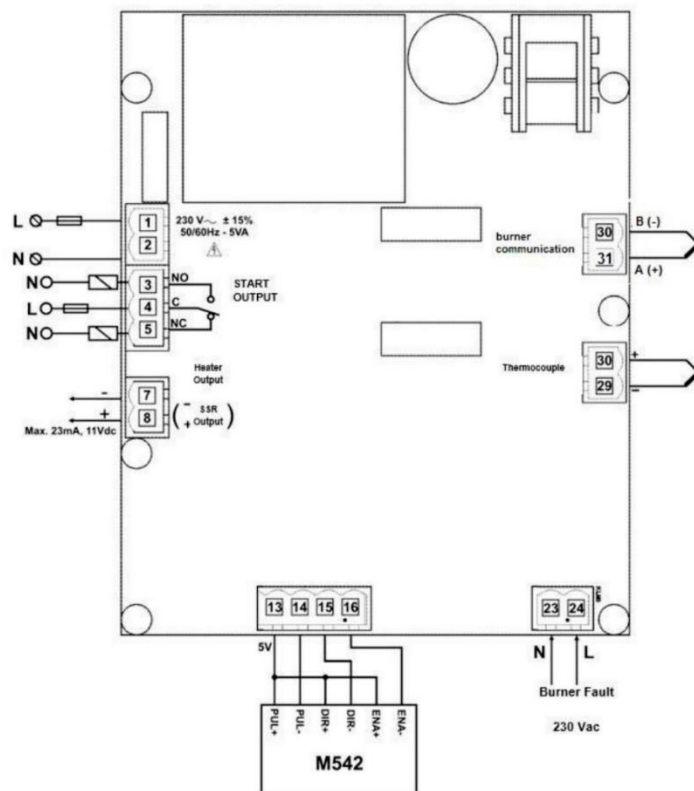 L
1
230 V~ ± 15%
50/60Hz - 5VA
N
2
N
3
NO
START
OUTPUT
L
4
C
N
5
NC
Heater
Output
-
7
+
8
( - SSR
+ Output )
Max. 23mA, 11Vdc
burner
communication
30
B (-)
31
A (+)
Thermocouple
30
+
29
-
13 14 15 16
5V
PUL+ PUL- DIR+ DIR- ENA+ ENA-
M542
23 24
N L
Burner Fault
230 Vac